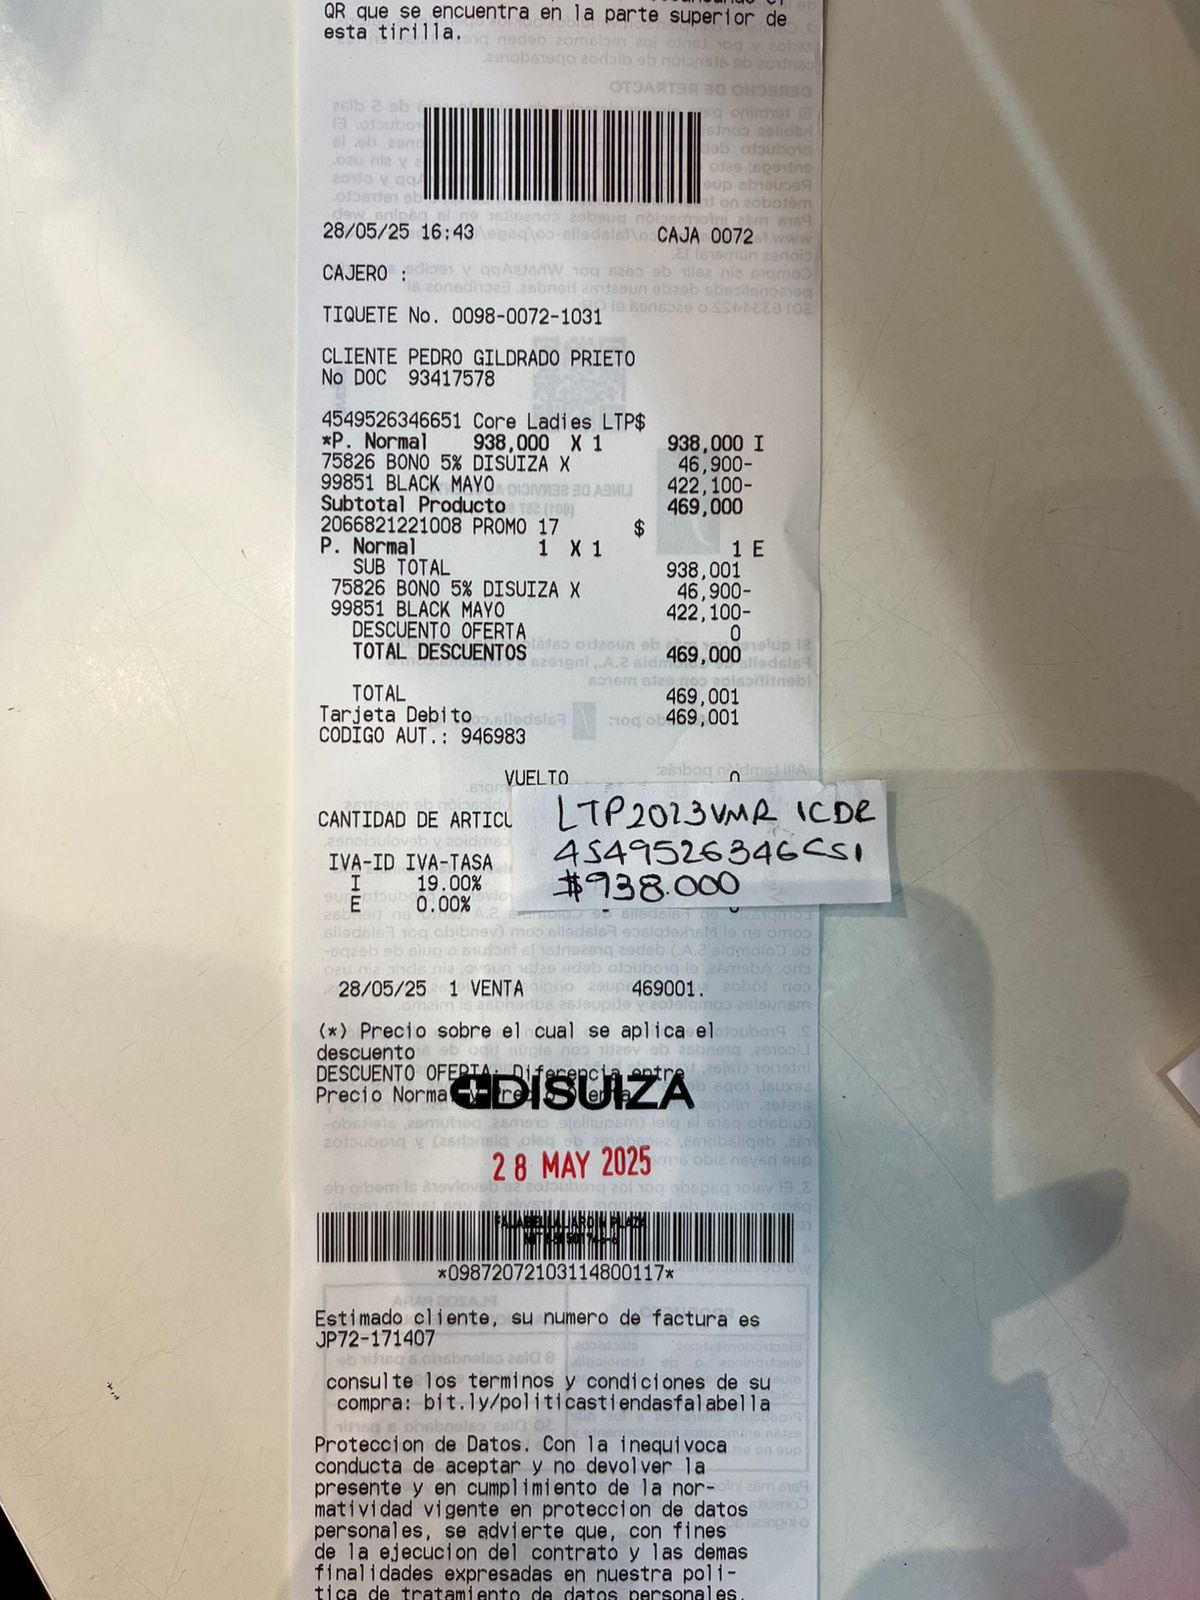 QR que se encuentra en la parte superior de
esta tirilla.
28/05/25 16:43 CAJA 0072
CAJERO :
TIQUETE No. 0098-0072-1031
CLIENTE PEDRO GILDRADO PRIETO
No DOC 93417578
4549526346651 Core Ladies LTP$
*P. Normal 938,000 X 1 938,000 I
75826 BONO 5% DISUIZA X 46,900-
99851 BLACK MAYO 422,100-
Subtotal Producto 469,000
2066821221008 PROMO 17 $
P. Normal 1 X 1 1 E
SUB TOTAL 938,001
75826 BONO 5% DISUIZA X 46,900-
99851 BLACK MAYO 422,100-
DESCUENTO OFERTA 0
TOTAL DESCUENTOS 469,000
TOTAL 469,001
Tarjeta Debito 469,001
CODIGO AUT.: 946983
VUELTO 0
CANTIDAD DE ARTICU
LTP2023VMR 1CDR
$938.000
IVA-ID IVA-TASA
I 19.00%
E 0.00%
28/05/25 1 VENTA 469001.
(*) Precio sobre el cual se aplica el
descuento
DESCUENTO OFERTA: Diferencia entre
Precio Normal y Precio Oferta
DISUIZA
28 MAY 2025
FALABELLA JARDIN PLAZA
*09872072103114800117*
Estimado cliente, su numero de factura es
JP72-171407
consulte los terminos y condiciones de su
compra: bit.ly/politicastiendasfalabella
Proteccion de Datos. Con la inequivoca
conducta de aceptar y no devolver la
presente y en cumplimiento de la nor-
matividad vigente en proteccion de datos
personales, se advierte que, con fines
de la ejecucion del contrato y las demas
finalidades expresadas en nuestra poli-
tica de tratamiento de datos personales,